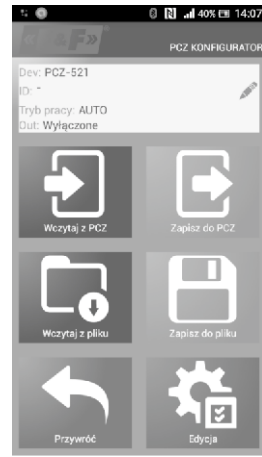 40% 14:07
F»
PCZ KONFIGURATOR
Dev: PCZ-521
ID: -
Tryb pracy: AUTO
Out: Wyłączone
Wczytaj z PCZ
Zapisz do PCZ
Wczytaj z pliku
Zapisz do pliku
Przywróć
Edycja